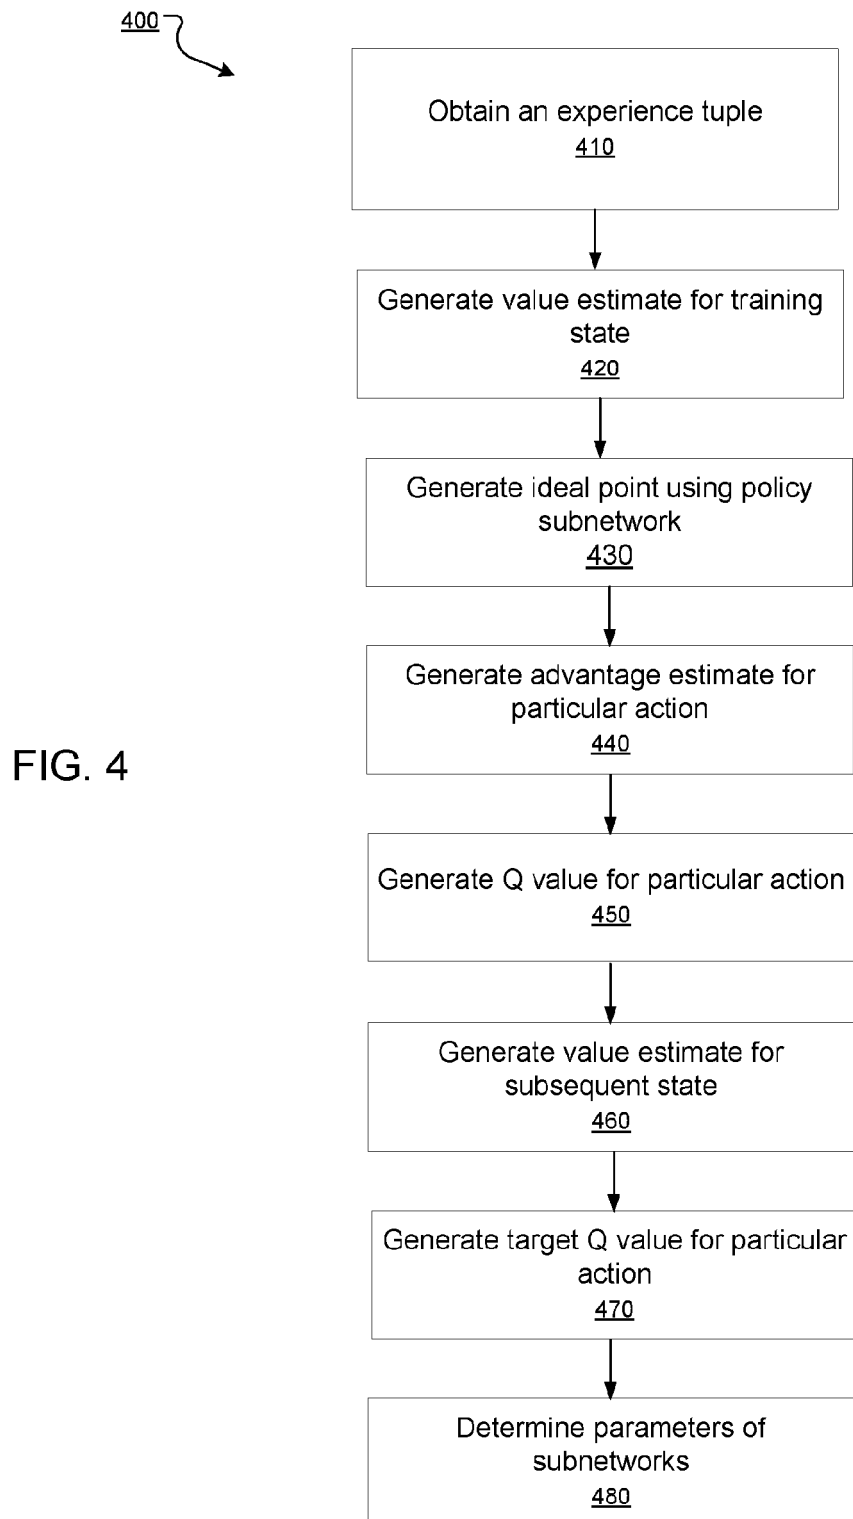 400
Obtain an experience tuple
410
Generate value estimate for training
state
420
Generate ideal point using policy
subnetwork
430
Generate advantage estimate for
particular action
440
FIG. 4
Generate Q value for particular action
450
Generate value estimate for
subsequent state
460
Generate target Q value for particular
action
470
Determine parameters of
subnetworks
480